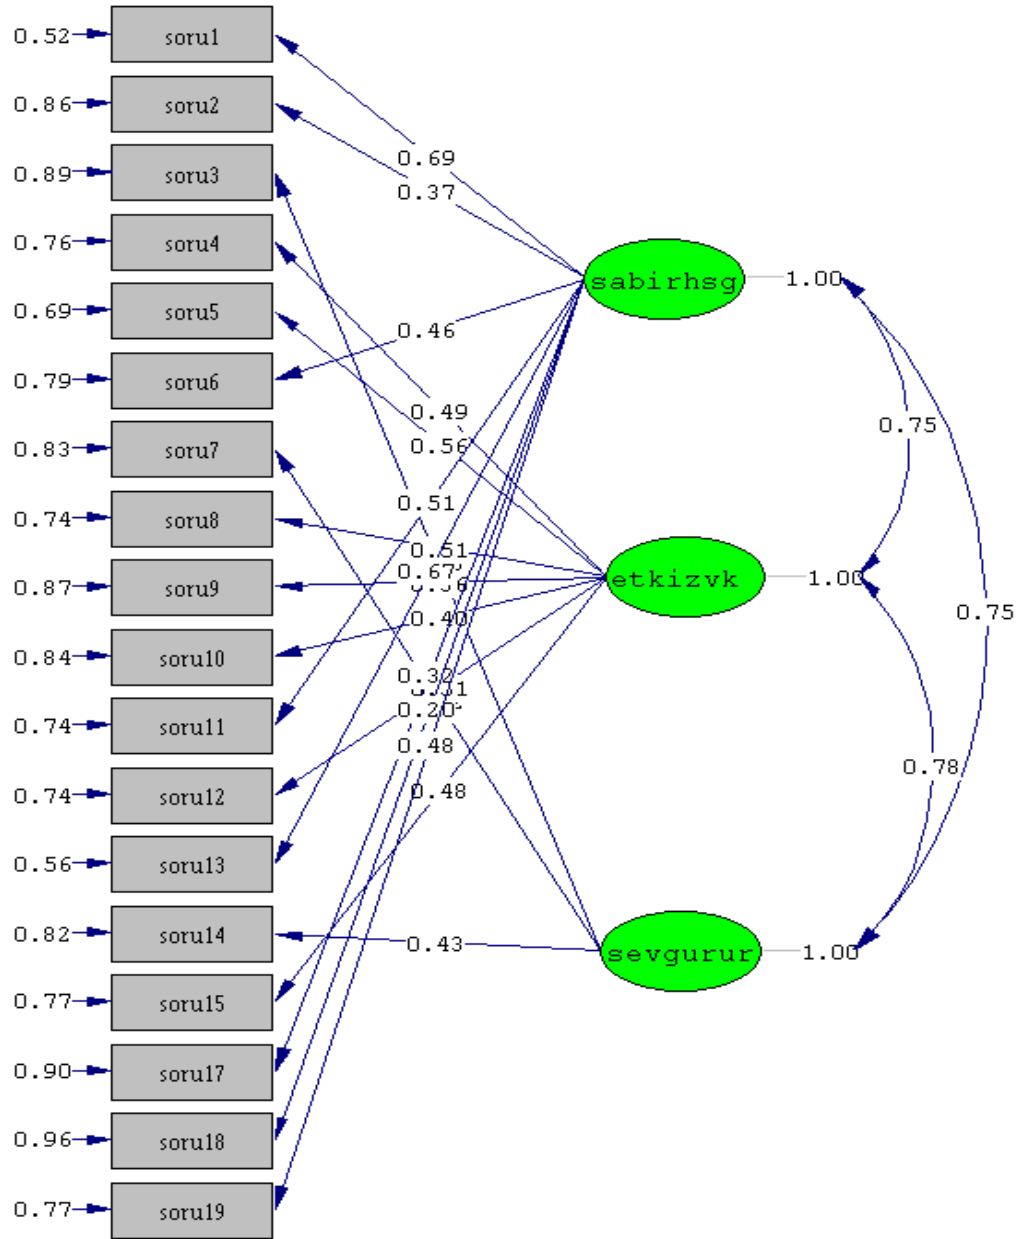 0.52 soru1
0.86 soru2
0.89 soru3
0.76 soru4
0.69 soru5
0.79 soru6
0.83 soru7
0.74 soru8
0.87 soru9
0.84 soru10
0.74 soru11
0.74 soru12
0.56 soru13
0.82 soru14
0.77 soru15
0.90 soru17
0.96 soru18
0.77 soru19
0.69
0.37
0.46
0.49
0.56
0.51
0.51
0.67
0.40
0.32
0.20
0.48
0.48
0.43
sabirhsg 1.00
etkizvk 1.00
sevgurur 1.00
0.75
0.75
0.78